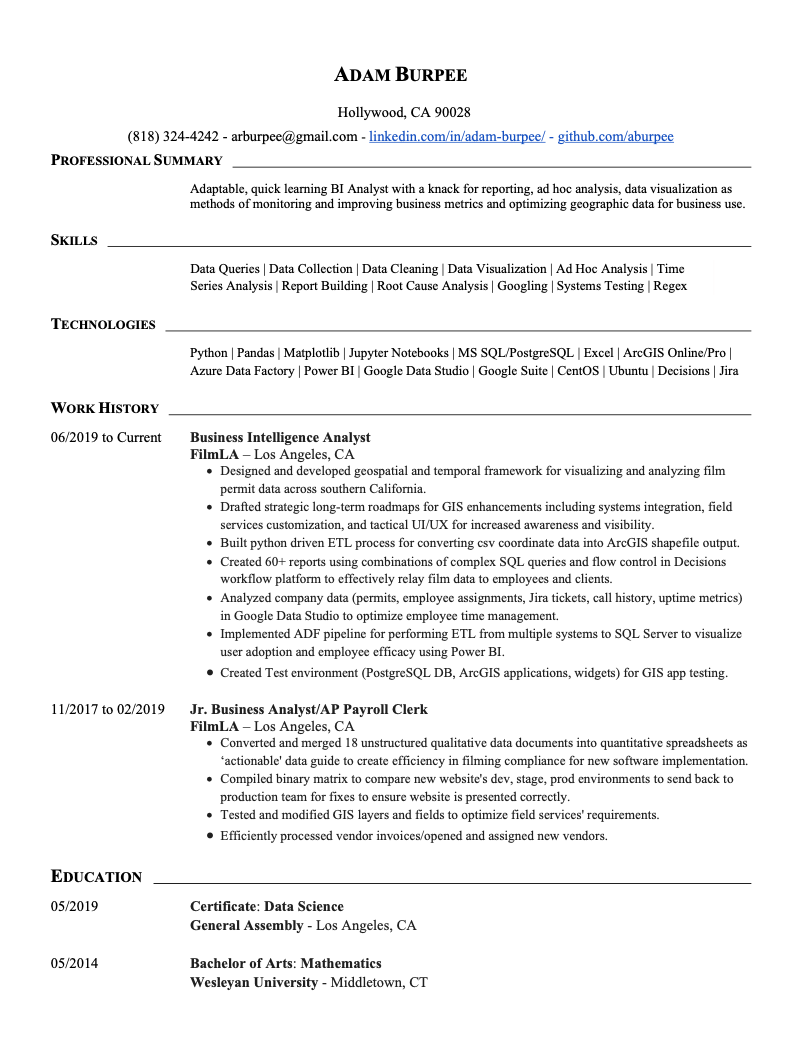 ADAM BURPEE
Hollywood, CA 90028
(818) 324-4242 - arburpee@gmail.com - linkedin.com/in/adam-burpee/ - github.com/aburpee
PROFESSIONAL SUMMARY
Adaptable, quick learning BI Analyst with a knack for reporting, ad hoc analysis, data visualization as
methods of monitoring and improving business metrics and optimizing geographic data for business use.
SKILLS
Data Queries | Data Collection | Data Cleaning | Data Visualization | Ad Hoc Analysis | Time
Series Analysis | Report Building | Root Cause Analysis | Googling | Systems Testing | Regex
TECHNOLOGIES
Python | Pandas | Matplotlib | Jupyter Notebooks | MS SQL/PostgreSQL | Excel | ArcGIS Online/Pro |
Azure Data Factory | Power BI | Google Data Studio | Google Suite | CentOS | Ubuntu | Decisions | Jira
WORK HISTORY
06/2019 to Current Business Intelligence Analyst
FilmLA – Los Angeles, CA
• Designed and developed geospatial and temporal framework for visualizing and analyzing film
permit data across southern California.
• Drafted strategic long-term roadmaps for GIS enhancements including systems integration, field
services customization, and tactical UI/UX for increased awareness and visibility.
• Built python driven ETL process for converting csv coordinate data into ArcGIS shapefile output.
• Created 60+ reports using combinations of complex SQL queries and flow control in Decisions
workflow platform to effectively relay film data to employees and clients.
• Analyzed company data (permits, employee assignments, Jira tickets, call history, uptime metrics)
in Google Data Studio to optimize employee time management.
• Implemented ADF pipeline for performing ETL from multiple systems to SQL Server to visualize
user adoption and employee efficacy using Power BI.
• Created Test environment (PostgreSQL DB, ArcGIS applications, widgets) for GIS app testing.
11/2017 to 02/2019 Jr. Business Analyst/AP Payroll Clerk
FilmLA – Los Angeles, CA
• Converted and merged 18 unstructured qualitative data documents into quantitative spreadsheets as
‘actionable' data guide to create efficiency in filming compliance for new software implementation.
• Compiled binary matrix to compare new website's dev, stage, prod environments to send back to
production team for fixes to ensure website is presented correctly.
• Tested and modified GIS layers and fields to optimize field services' requirements.
• Efficiently processed vendor invoices/opened and assigned new vendors.
EDUCATION
05/2019 Certificate: Data Science
General Assembly - Los Angeles, CA
05/2014 Bachelor of Arts: Mathematics
Wesleyan University - Middletown, CT